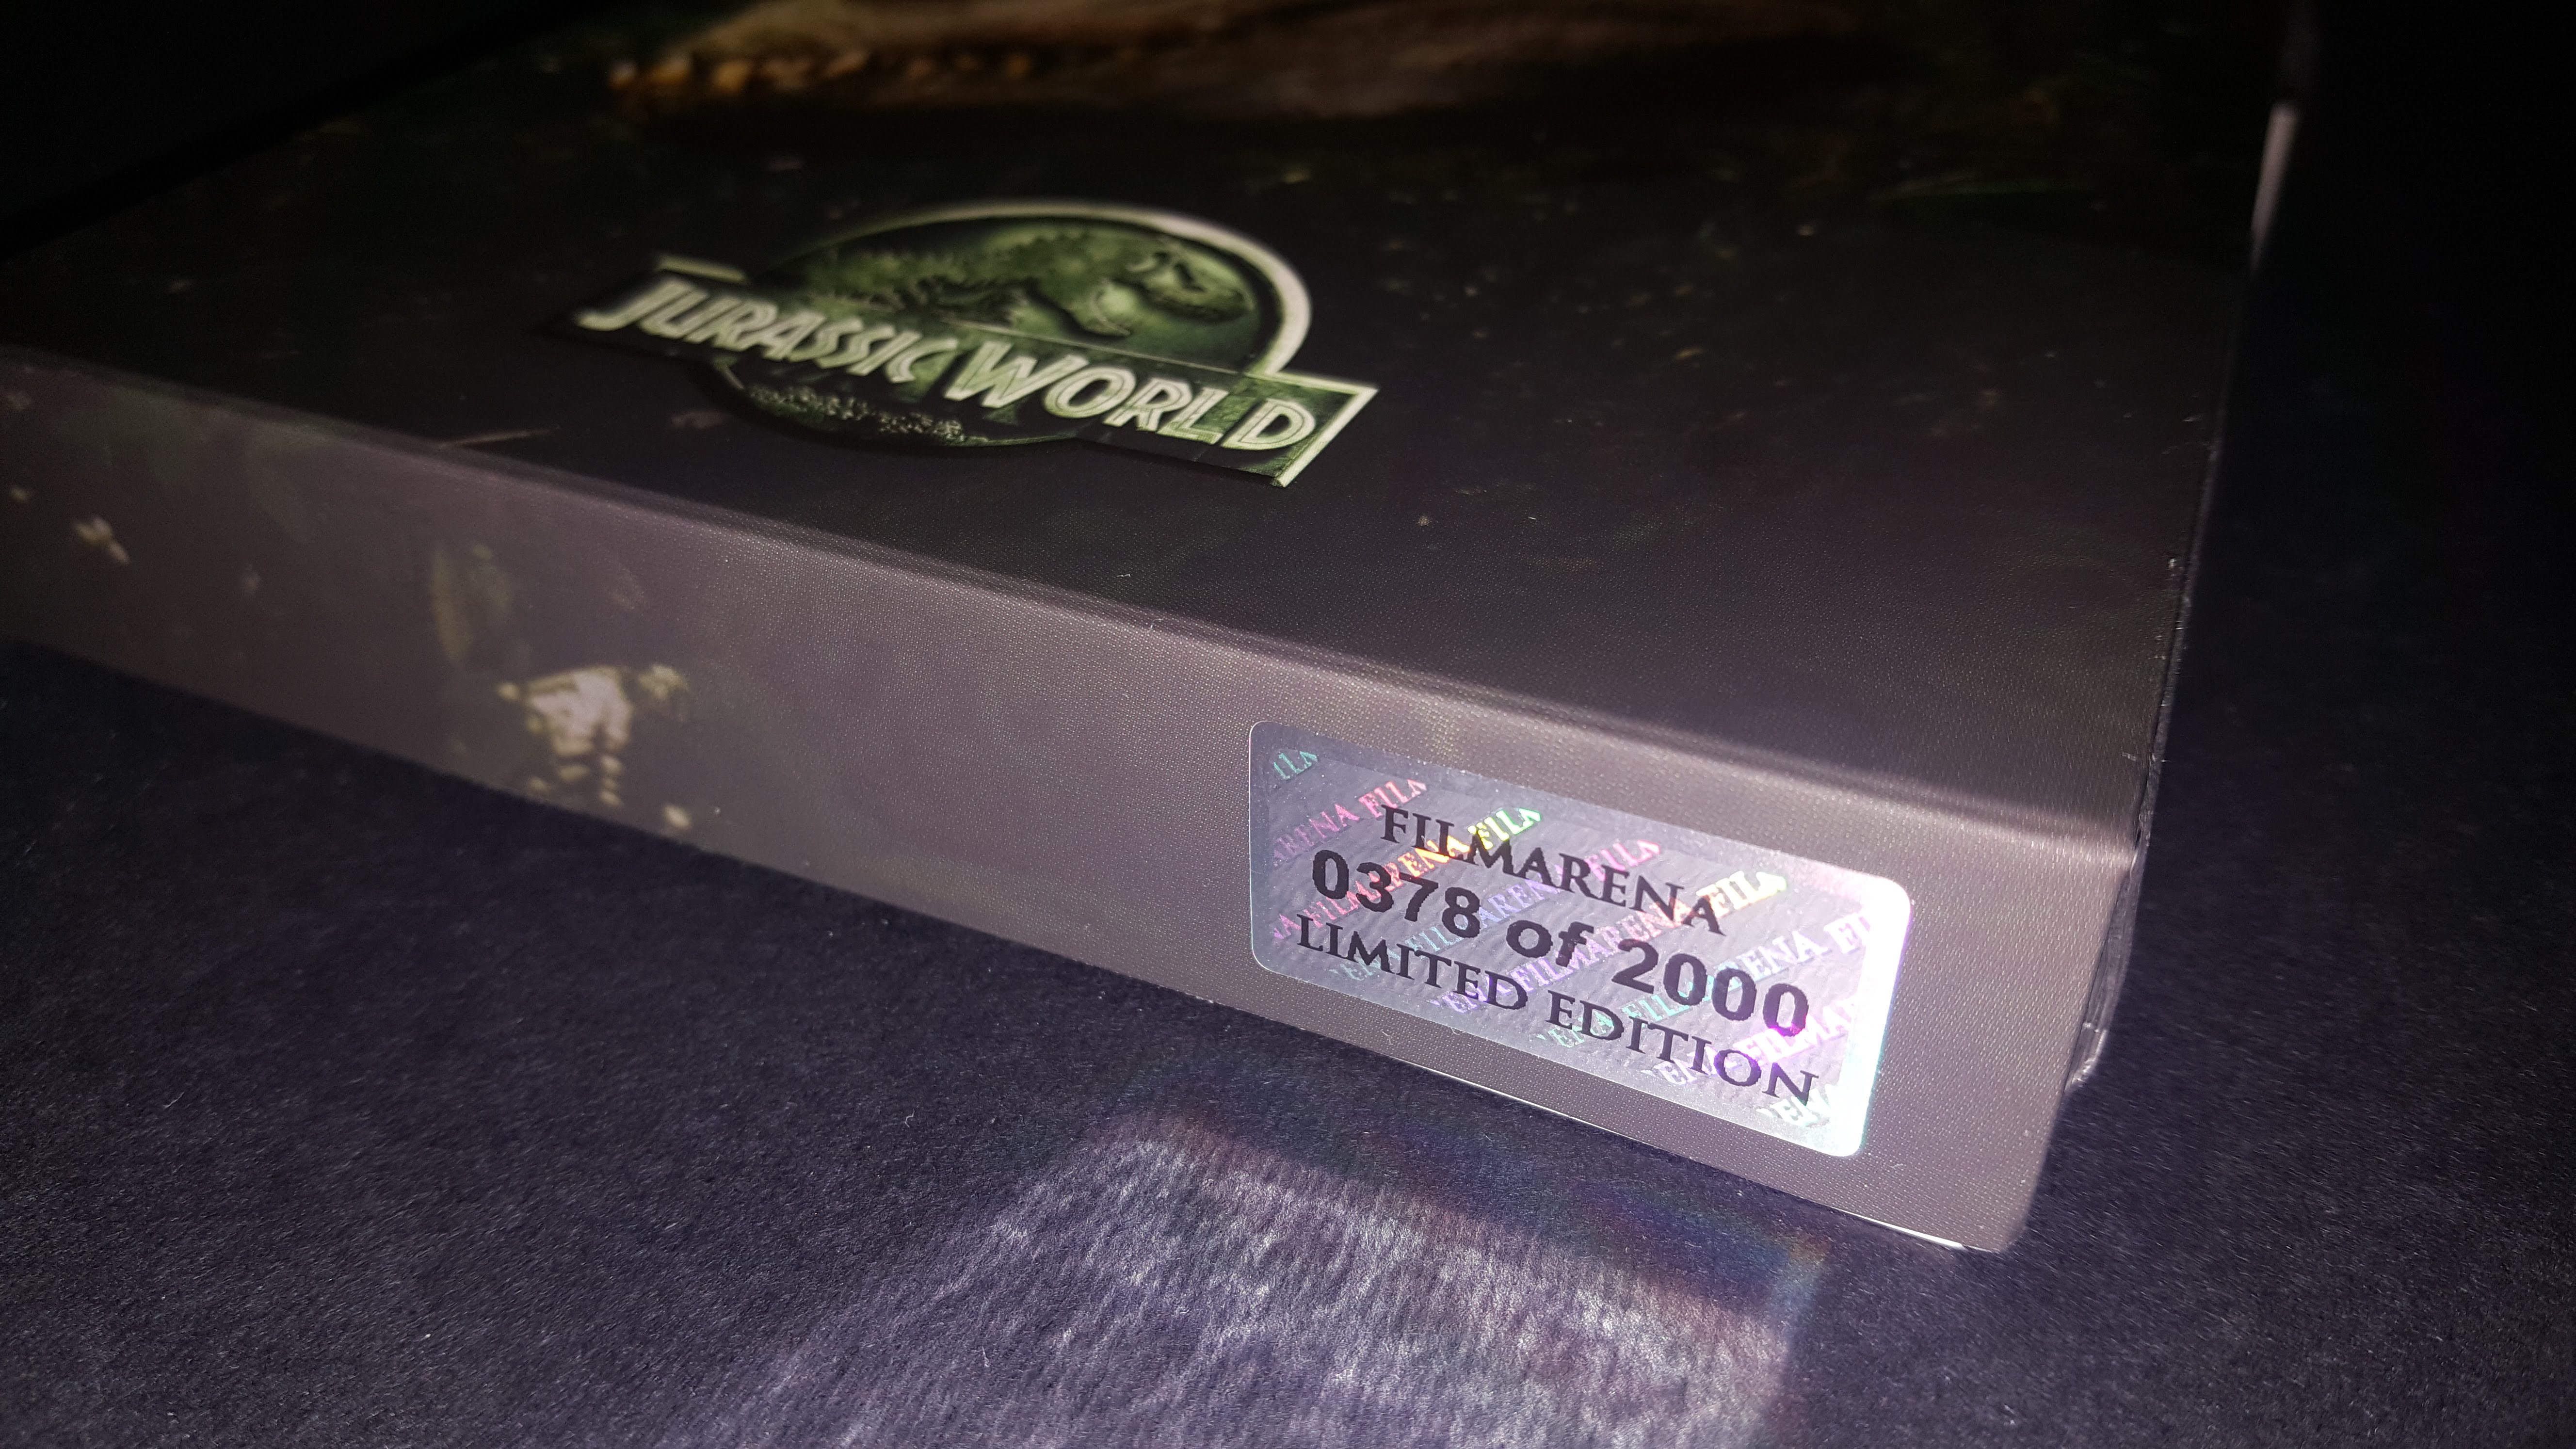 JURASSIC WORLD
FILMARENA
0378 of 2000
LIMITED EDITION